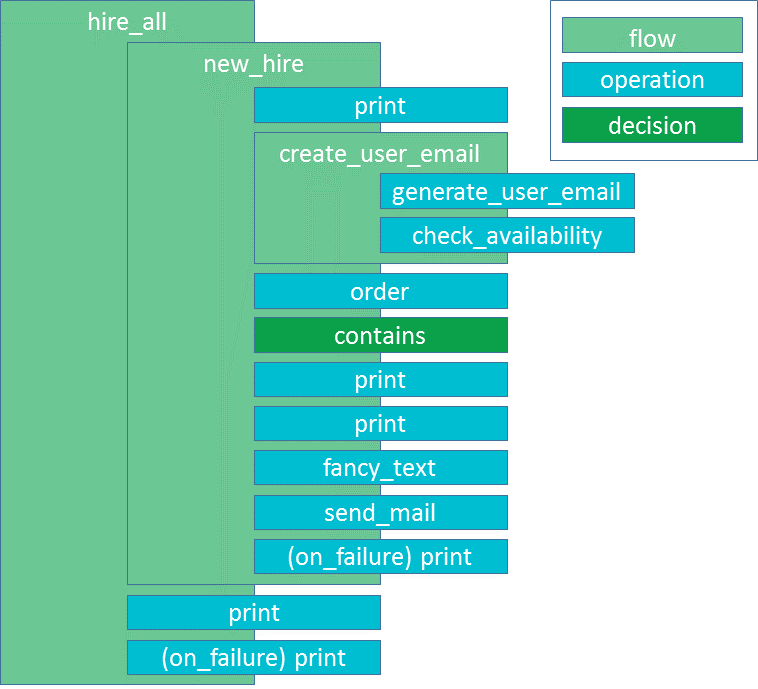 hire_all
new_hire
print
create_user_email
generate_user_email
check_availability
order
contains
print
print
fancy_text
send_mail
(on_failure) print
print
(on_failure) print
flow
operation
decision